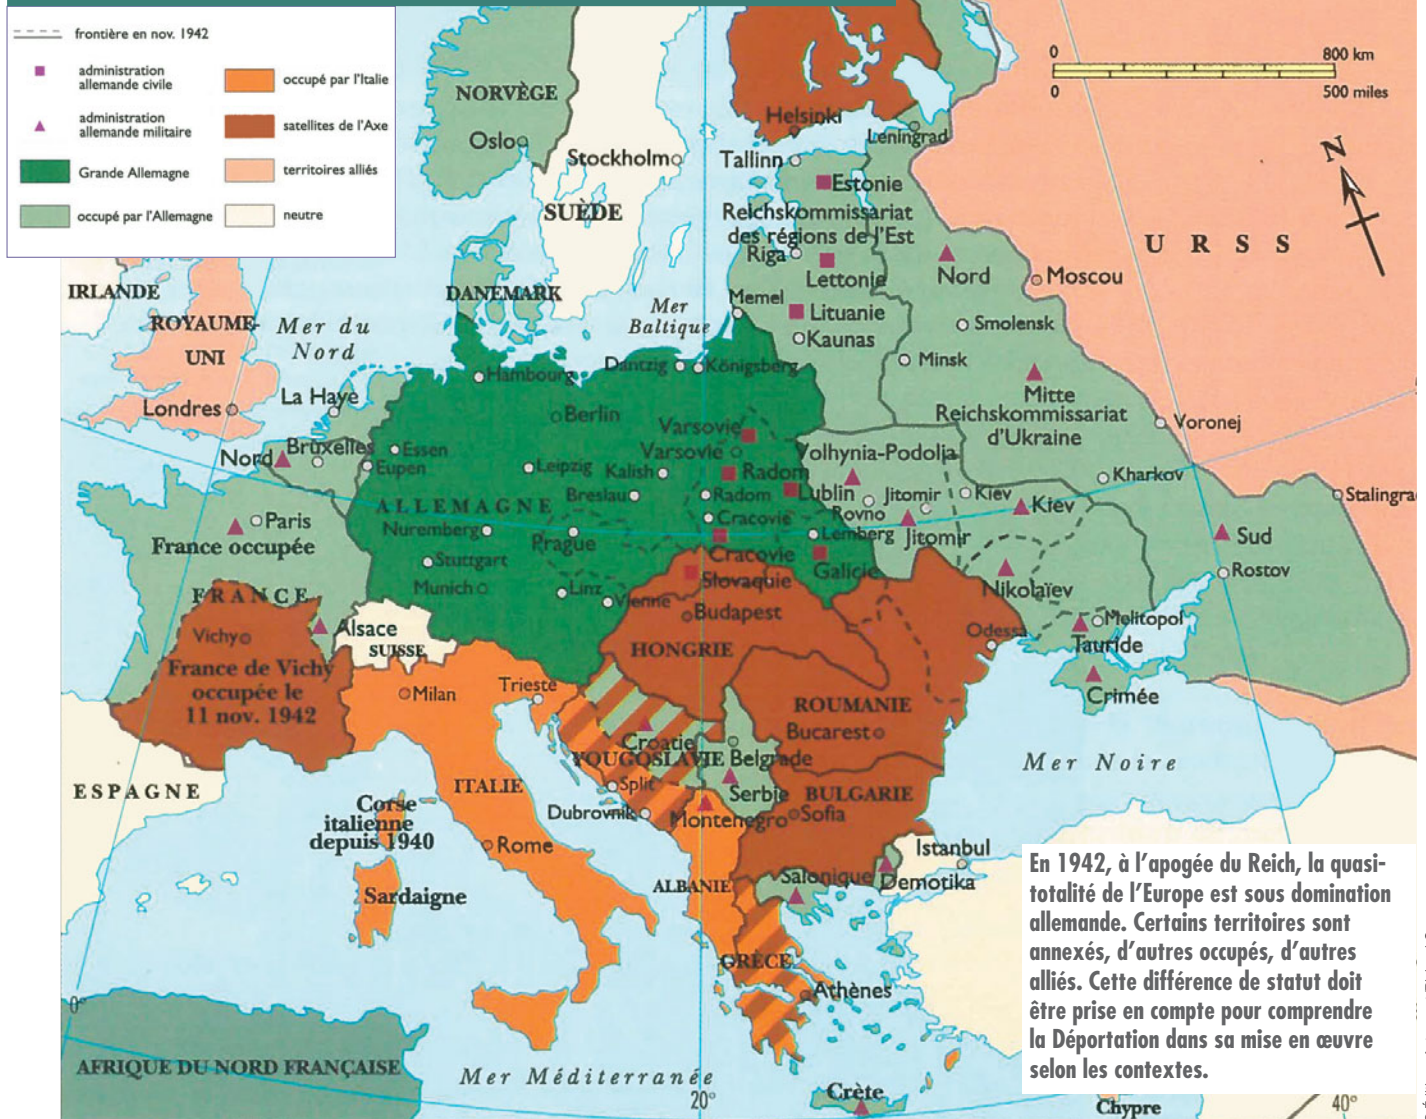 frontière en nov. 1942
administration
allemande civile
administration
allemande militaire
Grande Allemagne
occupé par l'Allemagne
occupé par l'Italie
satellites de l'Axe
territoires alliés
neutre
0
800 km
0
500 miles
N
NORVÈGE
Oslo
Stockholm
SUÈDE
Helsinki
Leningrad
Tallinn
Estonie
Reichskommissariat
des régions de l'Est
Riga
Lettonie
Nord
Moscou
U R S S
IRLANDE
ROYAUME-
UNI
Londres
Mer du
Nord
DANEMARK
Mer
Baltique
Memel
Lituanie
Kaunas
Smolensk
Minsk
Mitte
Reichskommissariat
d'Ukraine
Voronej
La Haye
Hambourg
Dantzig
Königsberg
Berlin
Varsovie
Varsovie
Volhynia-Podolja
Kharkov
Nord
Bruxelles
Essen
Eupen
Leipzig
Kalish
Radom
Lublin
Jitomir
Kiev
Kiev
Stalingrad
ALLEMAGNE
Breslau
Radom
Rovno
Jitomir
Sud
Paris
France occupée
Nuremberg
Prague
Cracovie
Cracovie
Lemberg
Galicie
Nikolaïev
Rostov
Stuttgart
Munich
Linz
Vienne
Slovaquie
Budapest
FRANCE
Vichy
Alsace
SUISSE
France de Vichy
occupée le
11 nov. 1942
HONGRIE
Odessa
Melitopol
Tauride
Crimée
Milan
Trieste
ROUMANIE
Bucarest
Croatie
YOUGOSLAVIE
Belgrade
Mer Noire
ESPAGNE
ITALIE
Split
Serbie
BULGARIE
Corse
italienne
depuis 1940
Dubrovnik
Montenegro
Sofia
Rome
Istanbul
Sardaigne
ALBANIE
Salonique
Demotika
GRÈCE
Athènes
0°
AFRIQUE DU NORD FRANÇAISE
Mer Méditerranée
20°
Crète
Chypre
40°
En 1942, à l'apogée du Reich, la quasi-
totalité de l'Europe est sous domination
allemande. Certains territoires sont
annexés, d'autres occupés, d'autres
alliés. Cette différence de statut doit
être prise en compte pour comprendre
la Déportation dans sa mise en œuvre
selon les contextes.